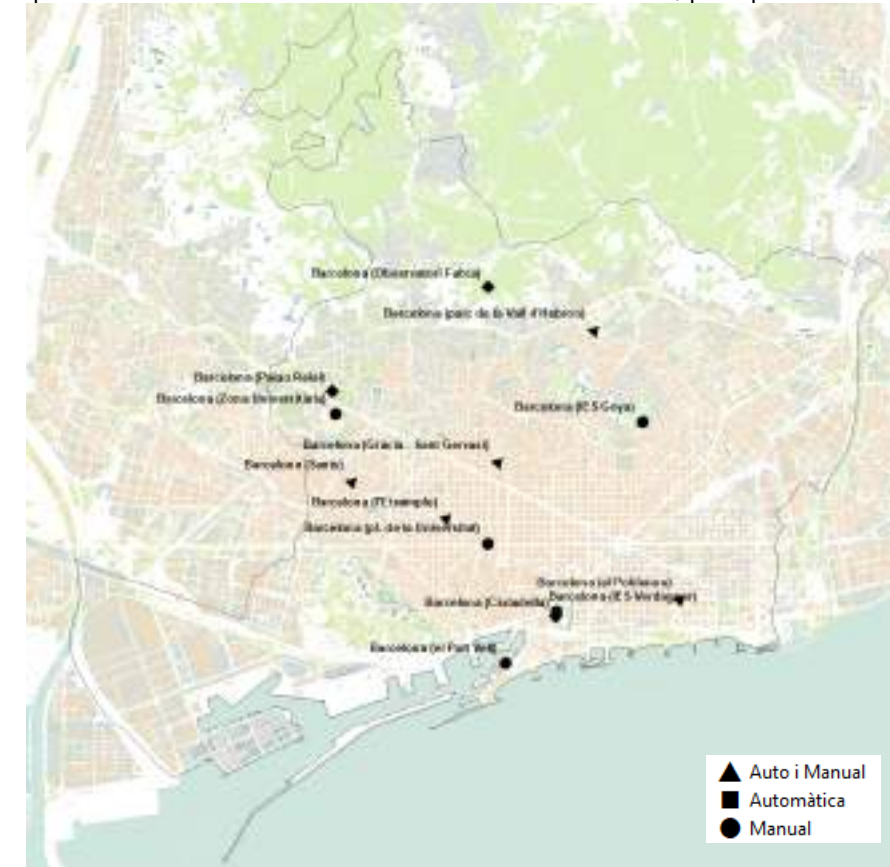 Barcelona (Observatori Fabra)
Barcelona (parc de la Vall d'Hebron)
Barcelona (Palau Reial)
Barcelona (Zona Universitària)
Barcelona (IES Goya)
Barcelona (Gràcia - Sant Gervasi)
Barcelona (Sants)
Barcelona (l'Eixample)
Barcelona (pl. de la Universitat)
Barcelona (el Poblenou)
Barcelona (IES Verdaguer)
Barcelona (Ciutadella)
Barcelona (el Port Vell)
Auto i Manual
Automàtica
Manual